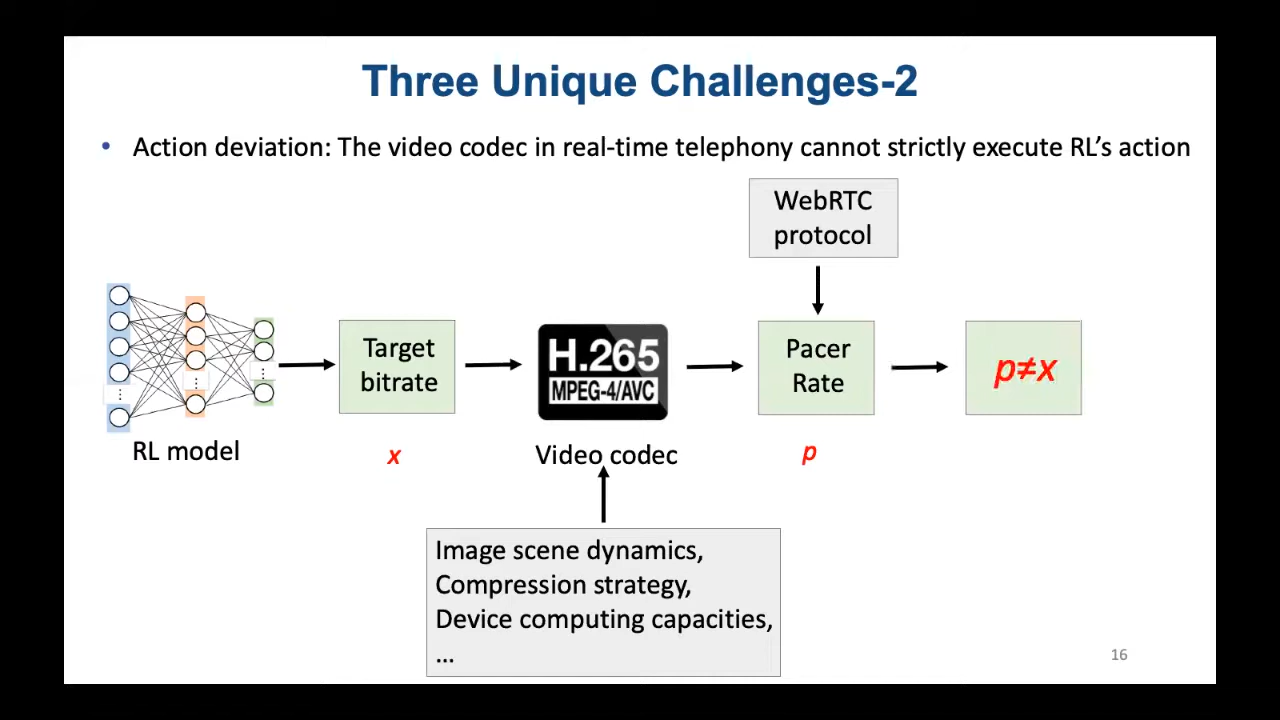 Three Unique Challenges-2
• Action deviation: The video codec in real-time telephony cannot strictly execute RL’s action
WebRTC
protocol
Target
bitrate
H.265
MPEG-4/AVC
Pacer
Rate
p≠x
RL model
x
Video codec
p
Image scene dynamics,
Compression strategy,
Device computing capacities,
...
16